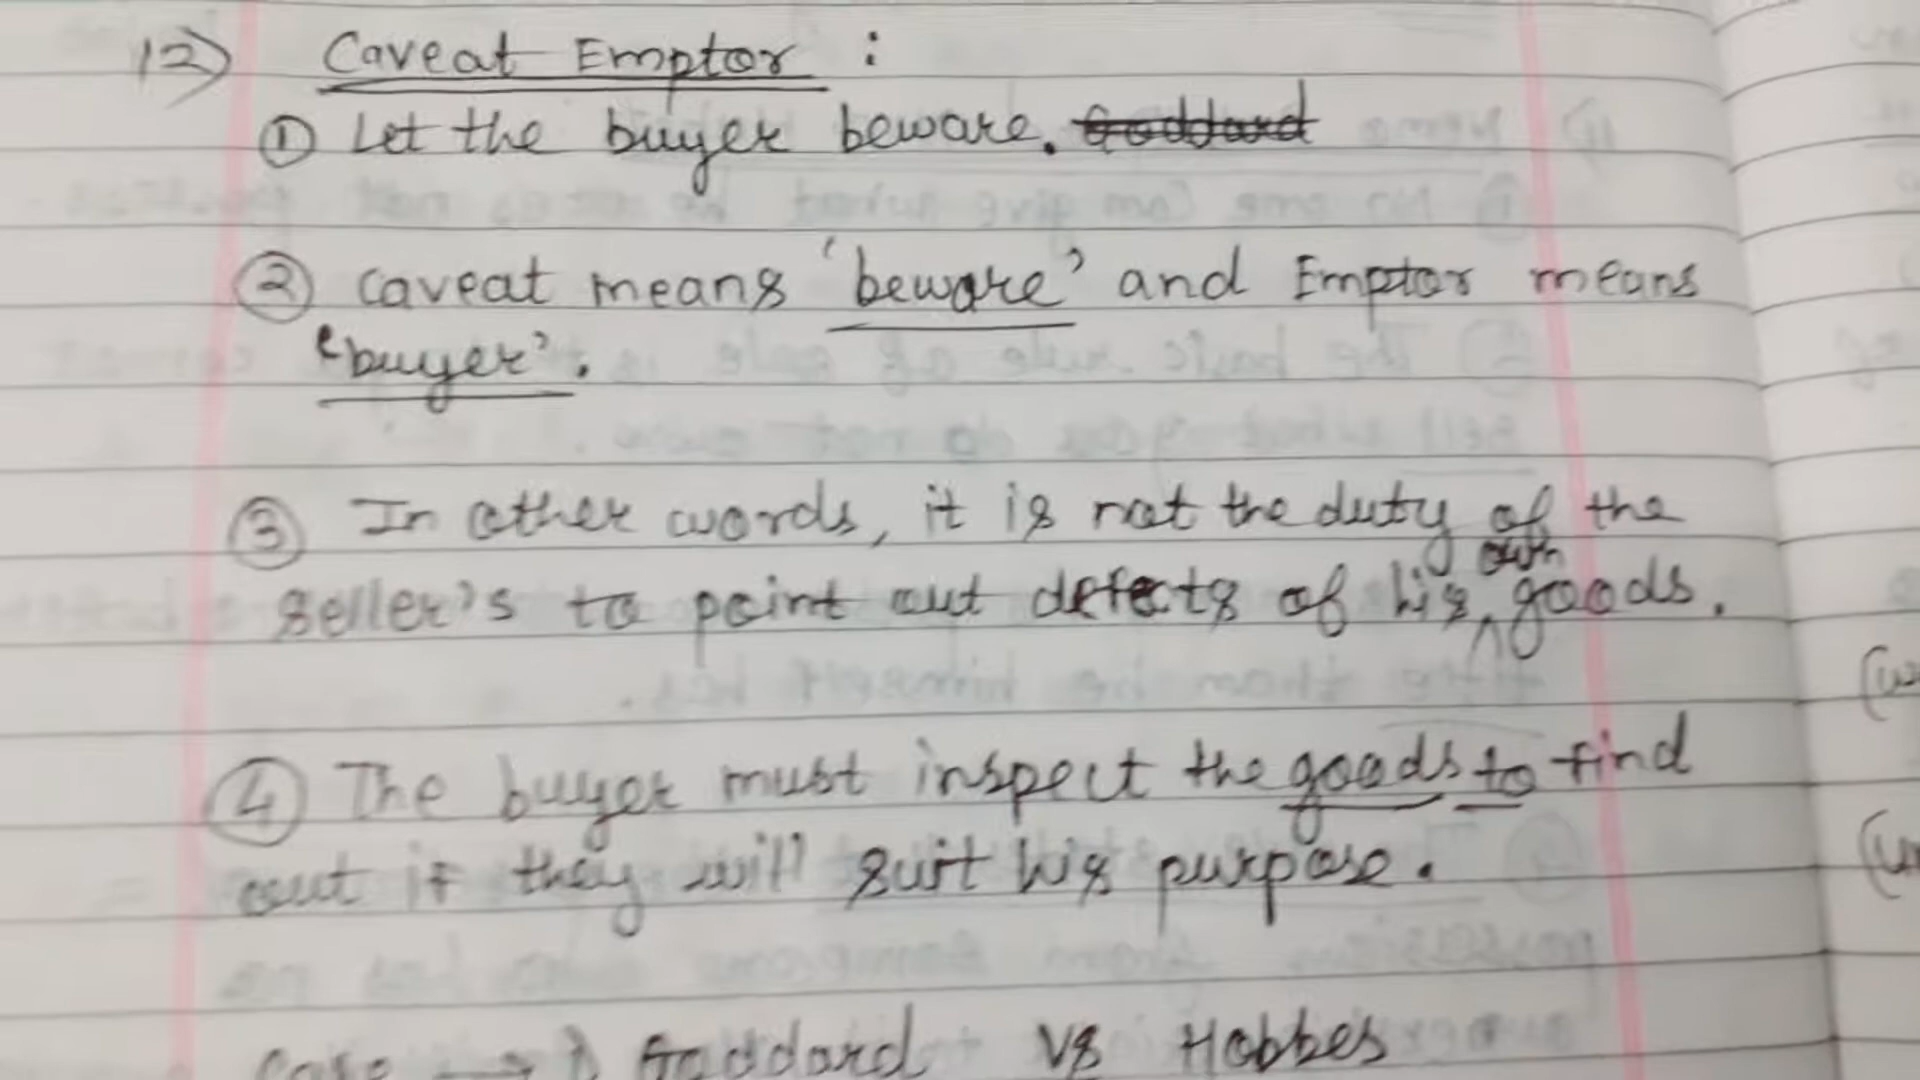 12) Caveat Emptor :
① Let the buyer beware. Goddard
② Caveat means 'beware' and Emptor means
'buyer'.
③ In other words, it is not the duty of the
seller's to point out defects of his own goods.
④ The buyer must inspect the goods to find
out if they will suit his purpose.
Case → 1) Goddard vs Hobbes